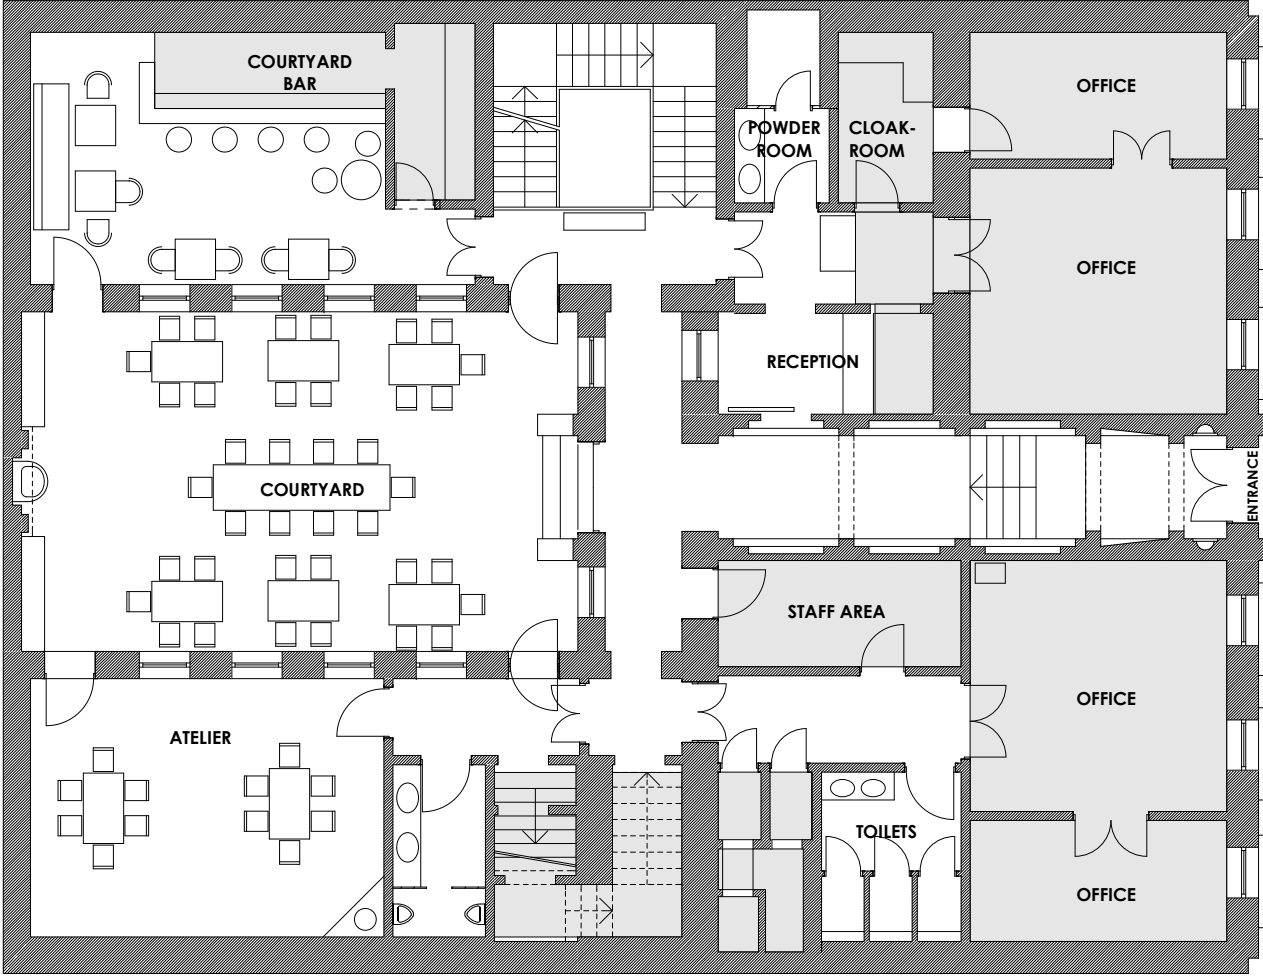 COURTYARD
BAR
POWDER
ROOM
CLOAK-
ROOM
OFFICE
OFFICE
RECEPTION
COURTYARD
ENTRANCE
STAFF AREA
OFFICE
ATELIER
TOILETS
OFFICE